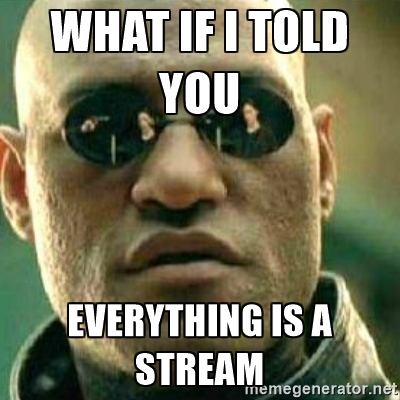 WHAT IF I TOLD
YOU
EVERYTHING IS A
STREAM
memegenerator.net